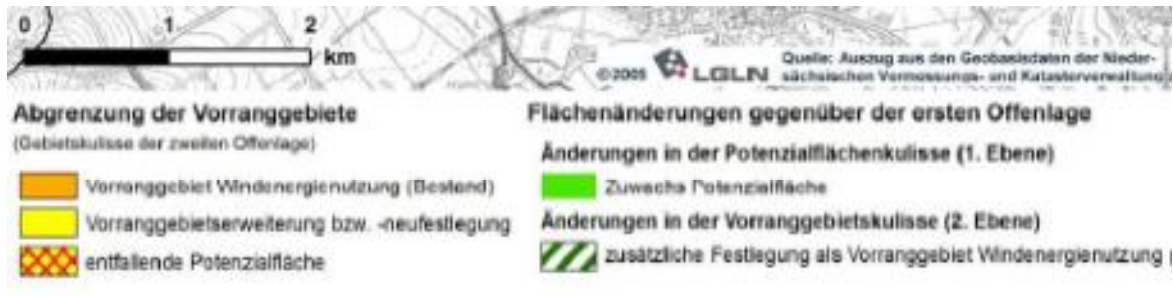 0 1 2
km
©2005 LGLN
Quelle: Auszug aus den Geobasisdaten der Nieder-
sächsischen Vermessungs- und Katasterverwaltung
Abgrenzung der Vorranggebiete
(Gebietskulisse der zweiten Offenlage)
Vorranggebiet Windenergienutzung (Bestand)
Vorranggebietserweiterung bzw. -neufestlegung
entfallende Potenzialfläche
Flächenänderungen gegenüber der ersten Offenlage
Änderungen in der Potenzialflächenkulisse (1. Ebene)
Zuwachs Potenzialfläche
Änderungen in der Vorranggebietskulisse (2. Ebene)
zusätzliche Festlegung als Vorranggebiet Windenergienutzung